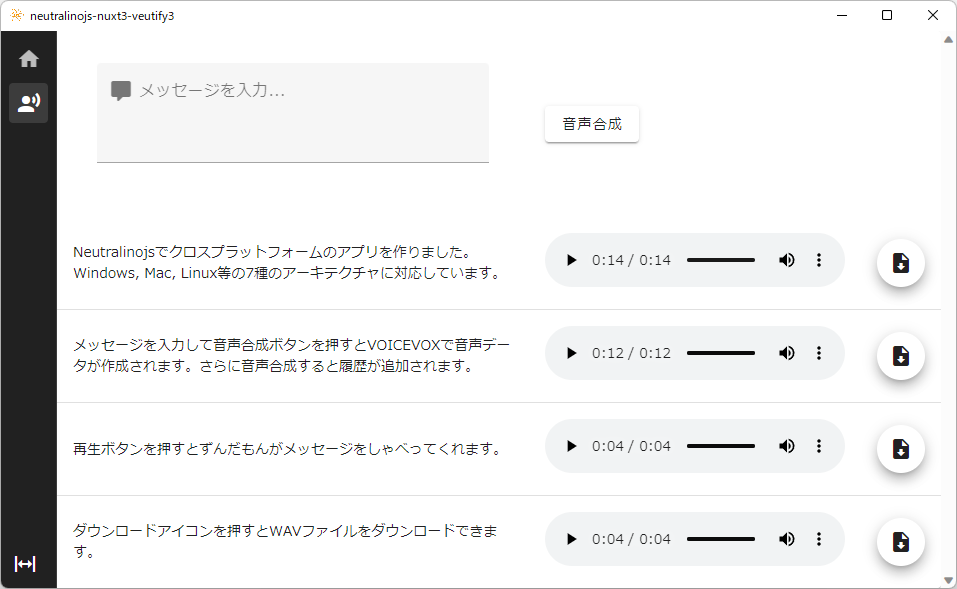 neutralinojs-nuxt3-veutify3
メッセージを入力...
音声合成
Neutralinojsでクロスプラットフォームのアプリを作りました。
Windows, Mac, Linux等の7種のアーキテクチャに対応しています。
0:14 / 0:14
メッセージを入力して音声合成ボタンを押すとVOICEVOXで音声デー
タが作成されます。さらに音声合成すると履歴が追加されます。
0:12 / 0:12
再生ボタンを押すとずんだもんがメッセージをしゃべってくれます。
0:04 / 0:04
ダウンロードアイコンを押すとWAVファイルをダウンロードできま
す。
0:04 / 0:04